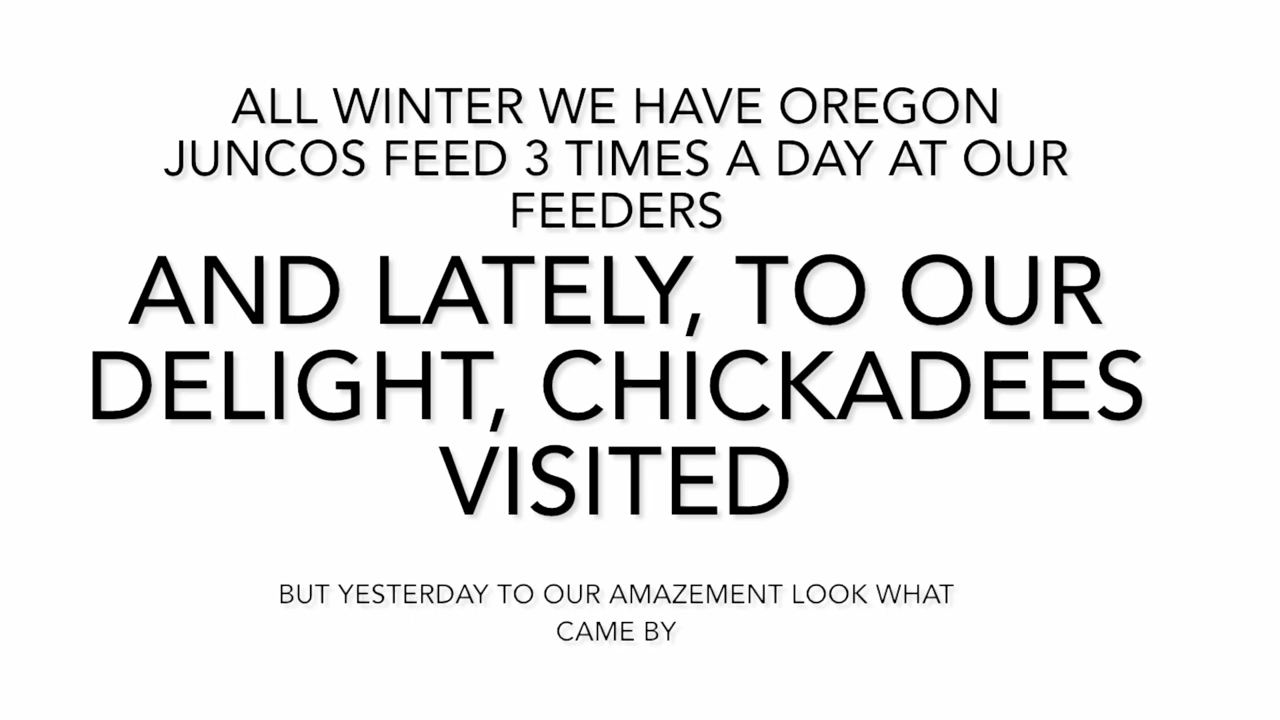 ALL WINTER WE HAVE OREGON
JUNCOS FEED 3 TIMES A DAY AT OUR
FEEDERS
AND LATELY, TO OUR
DELIGHT, CHICKADEES
VISITED
BUT YESTERDAY TO OUR AMAZEMENT LOOK WHAT
CAME BY